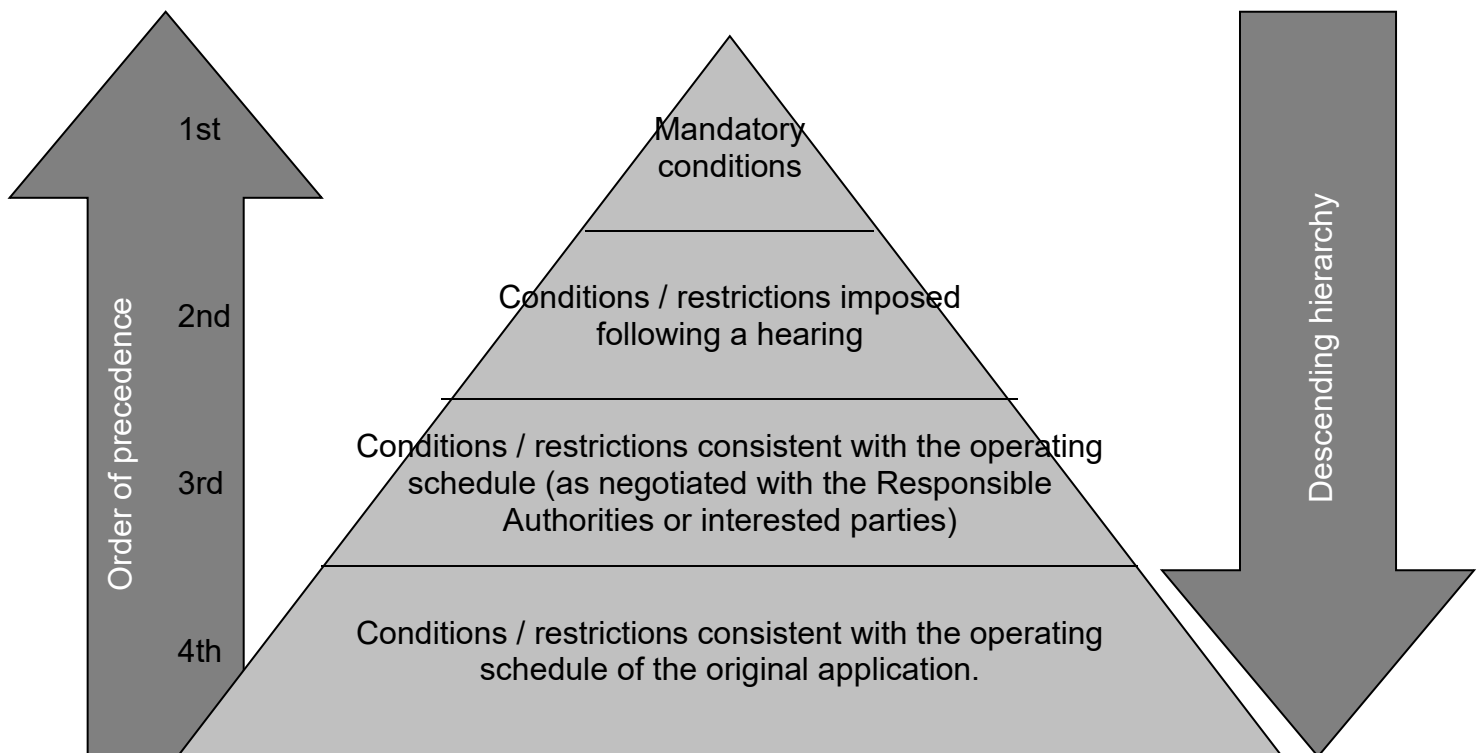 Order of precedence
1st
2nd
3rd
4th
Mandatory
conditions
Conditions / restrictions imposed
following a hearing
Conditions / restrictions consistent with the operating
schedule (as negotiated with the Responsible
Authorities or interested parties)
Conditions / restrictions consistent with the operating
schedule of the original application.
Descending hierarchy